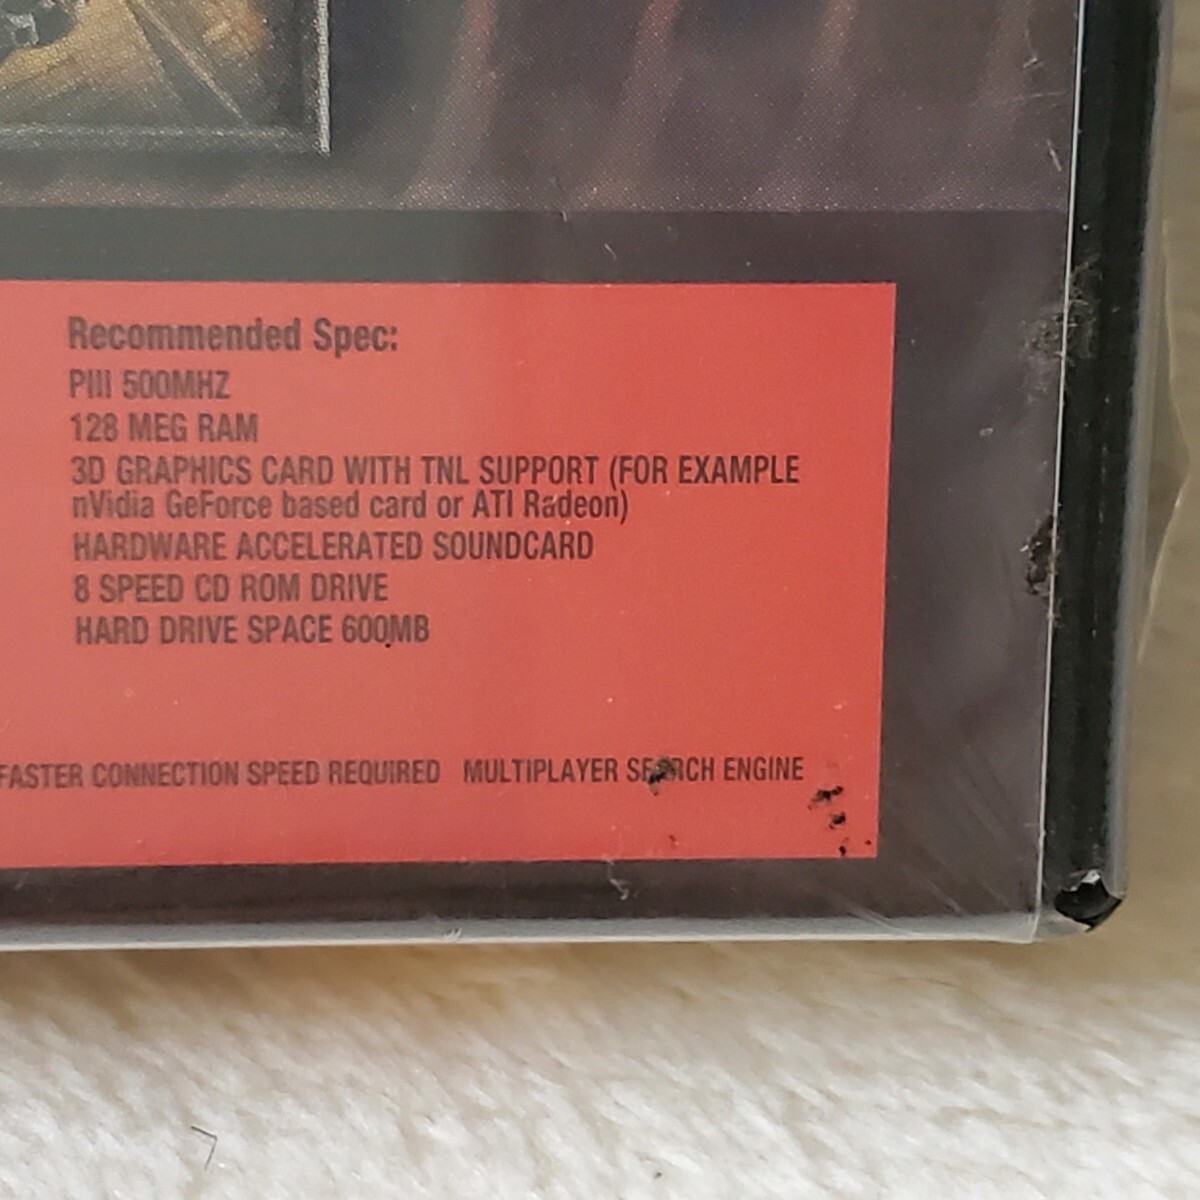 Recommended Spec:
PIII 500MHZ
128 MEG RAM
3D GRAPHICS CARD WITH TNL SUPPORT (FOR EXAMPLE
nVidia GeForce based card or ATI Radeon)
HARDWARE ACCELERATED SOUNDCARD
8 SPEED CD ROM DRIVE
HARD DRIVE SPACE 600MB
FASTER CONNECTION SPEED REQUIRED MULTIPLAYER SEARCH ENGINE